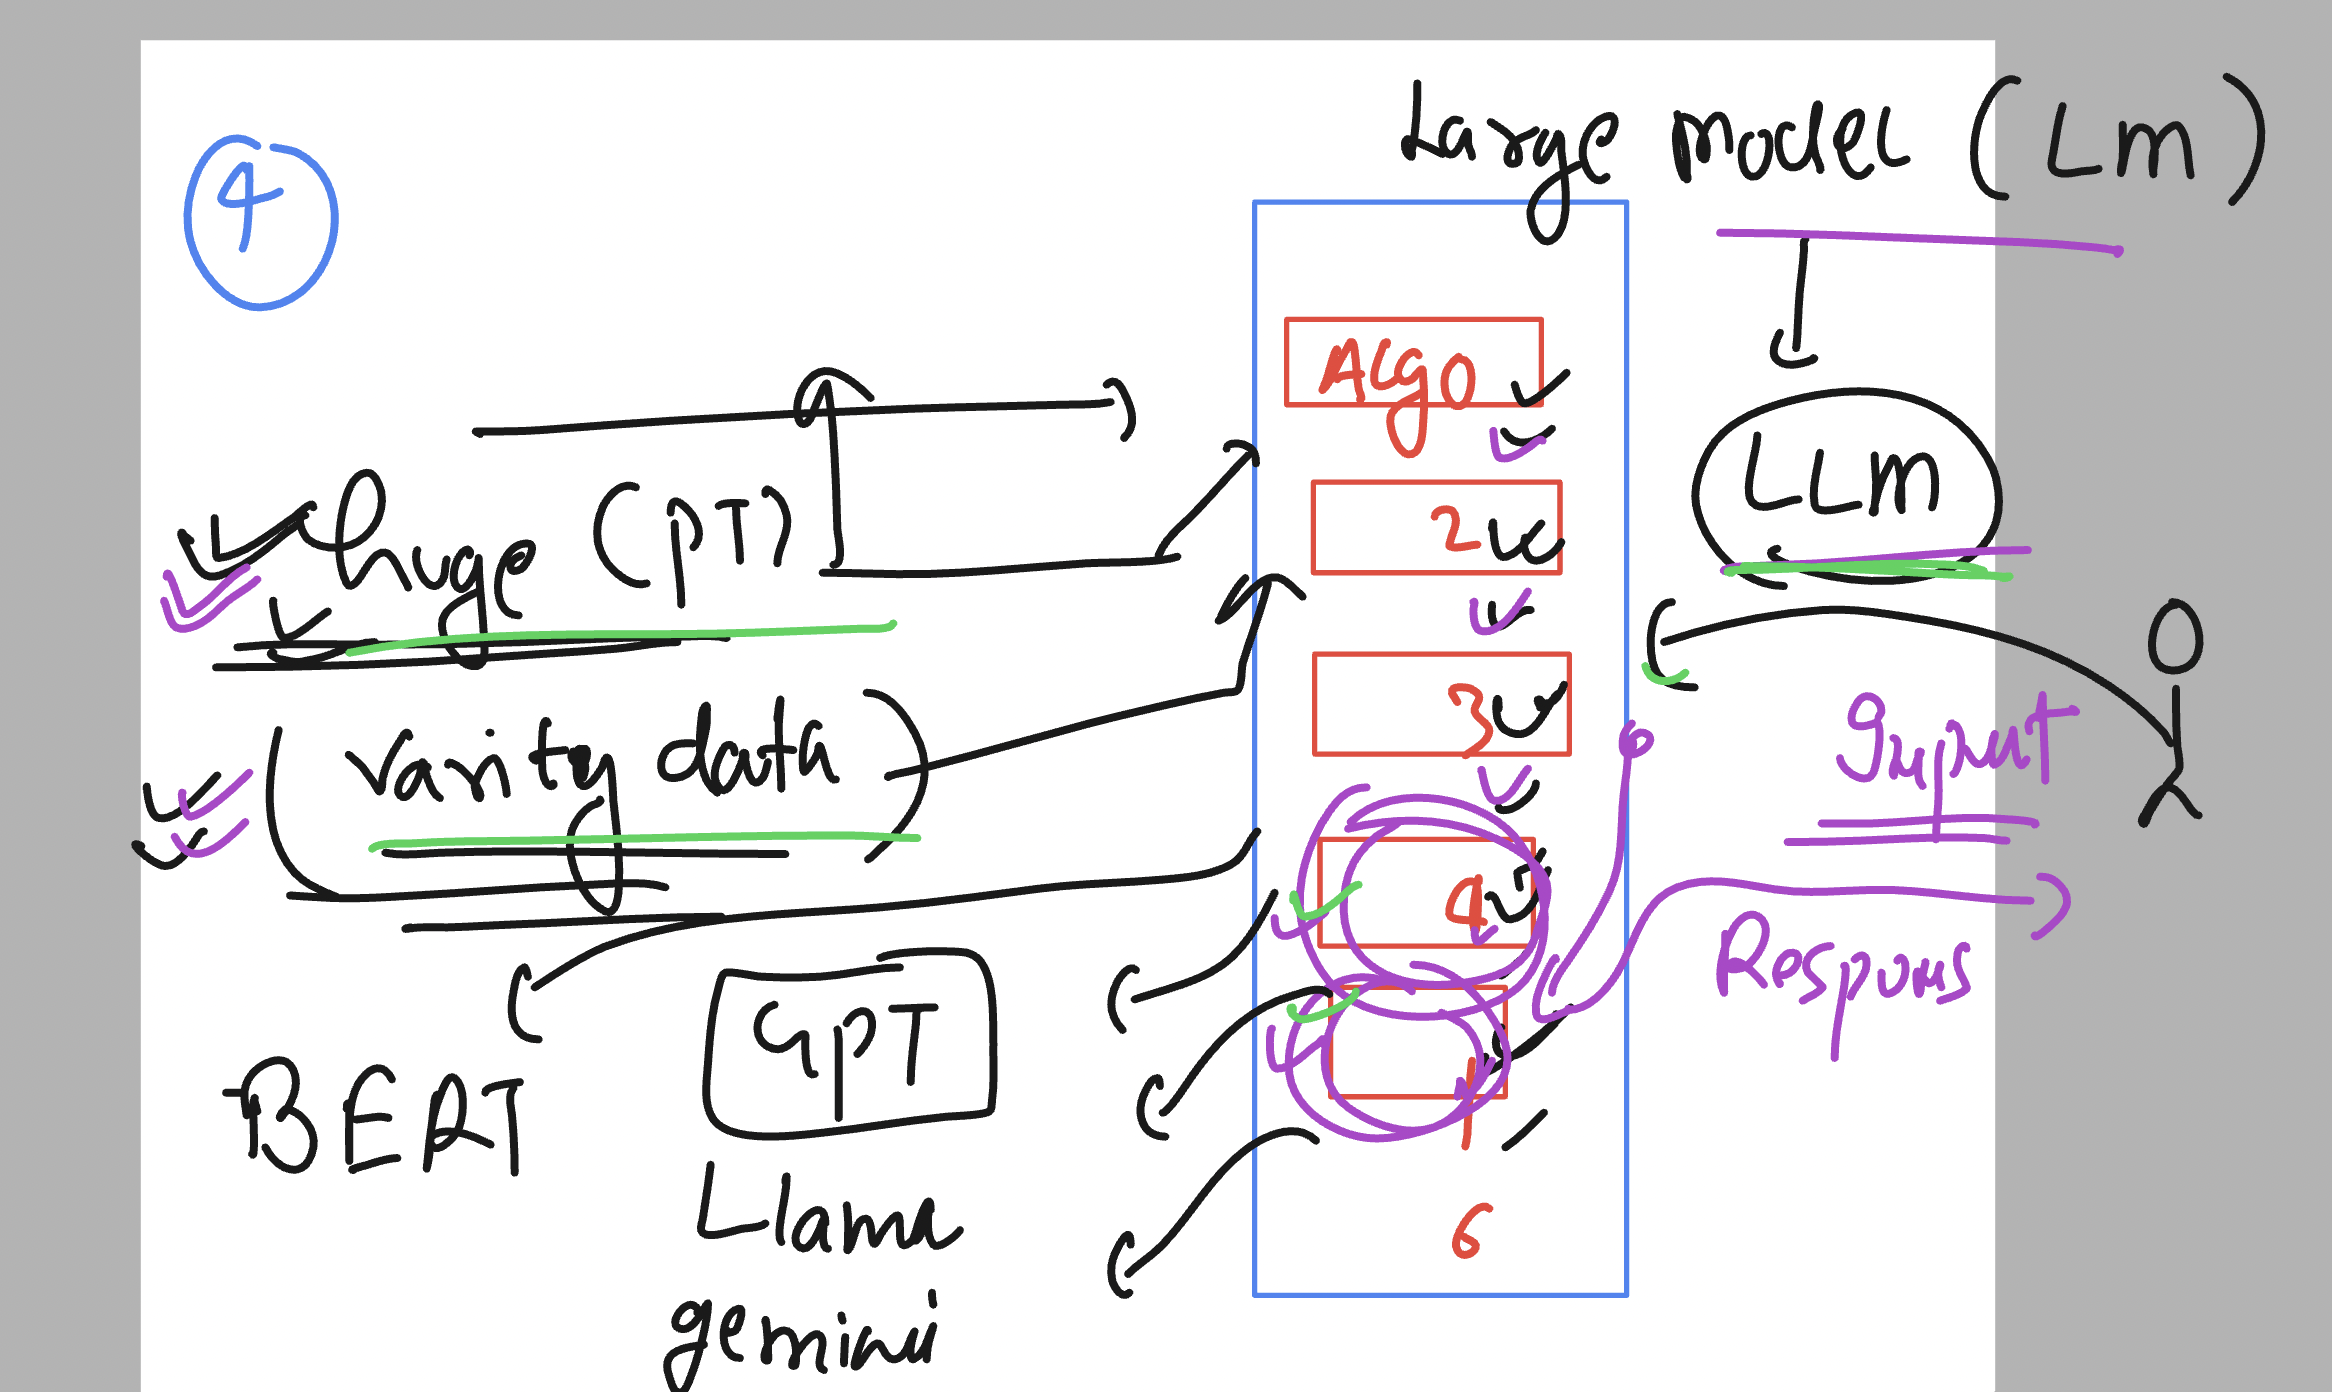 4
Large Model (LM)
Algo
2
LLM
huge (PT)
3
varity data
Input
4
Respons
GPT
BERT
Llama
6
gemini